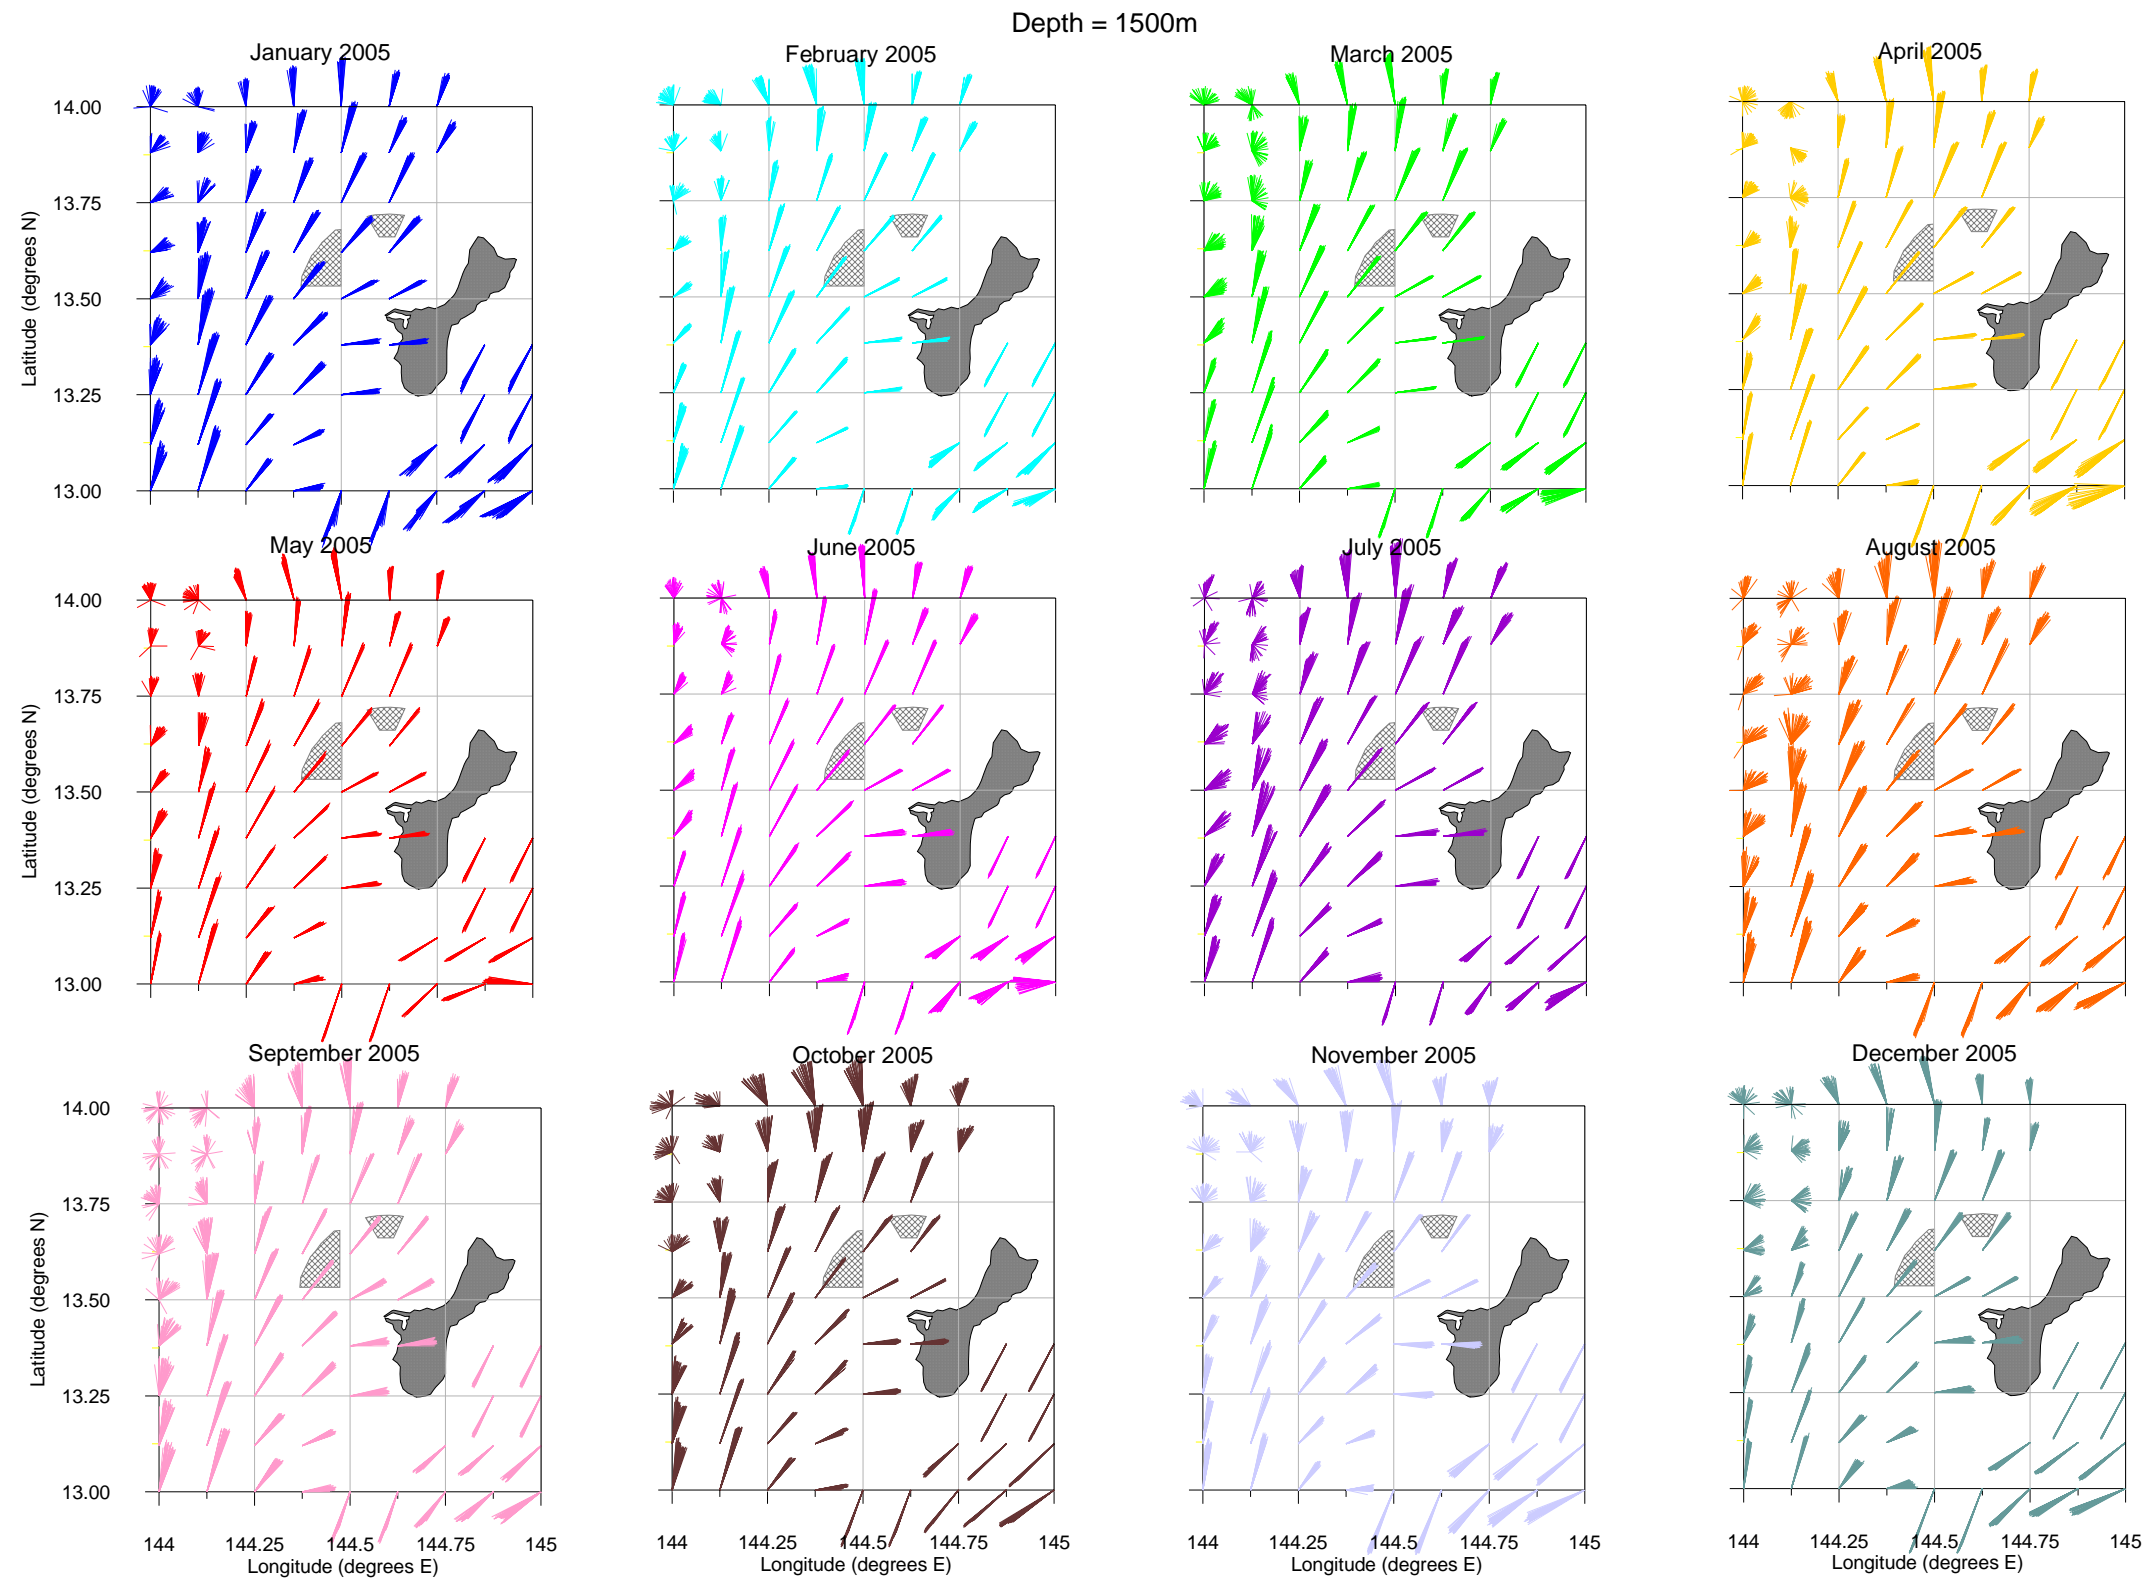 Depth = 1500m
January 2005
February 2005
March 2005
April 2005
Latitude (degrees N)
14.00
13.75
13.50
13.25
13.00
May 2005
June 2005
July 2005
August 2005
Latitude (degrees N)
14.00
13.75
13.50
13.25
13.00
September 2005
October 2005
November 2005
December 2005
Latitude (degrees N)
14.00
13.75
13.50
13.25
13.00
144 144.25 144.5 144.75 145
144 144.25 144.5 144.75 145
144 144.25 144.5 144.75 145
144 144.25 144.5 144.75 145
Longitude (degrees E)
Longitude (degrees E)
Longitude (degrees E)
Longitude (degrees E)